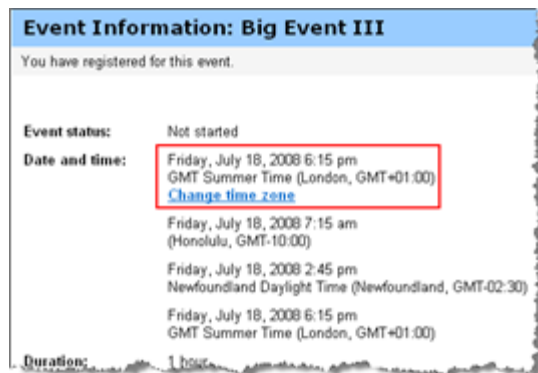 Event Information: Big Event III
You have registered for this event.
Event status: Not started
Date and time: Friday, July 18, 2008 6:15 pm
GMT Summer Time (London, GMT+01:00)
Change time zone
Friday, July 18, 2008 7:15 am
(Honolulu, GMT-10:00)
Friday, July 18, 2008 2:45 pm
Newfoundland Daylight Time (Newfoundland, GMT-02:30)
Friday, July 18, 2008 6:15 pm
GMT Summer Time (London, GMT+01:00)
Duration: 1 hour